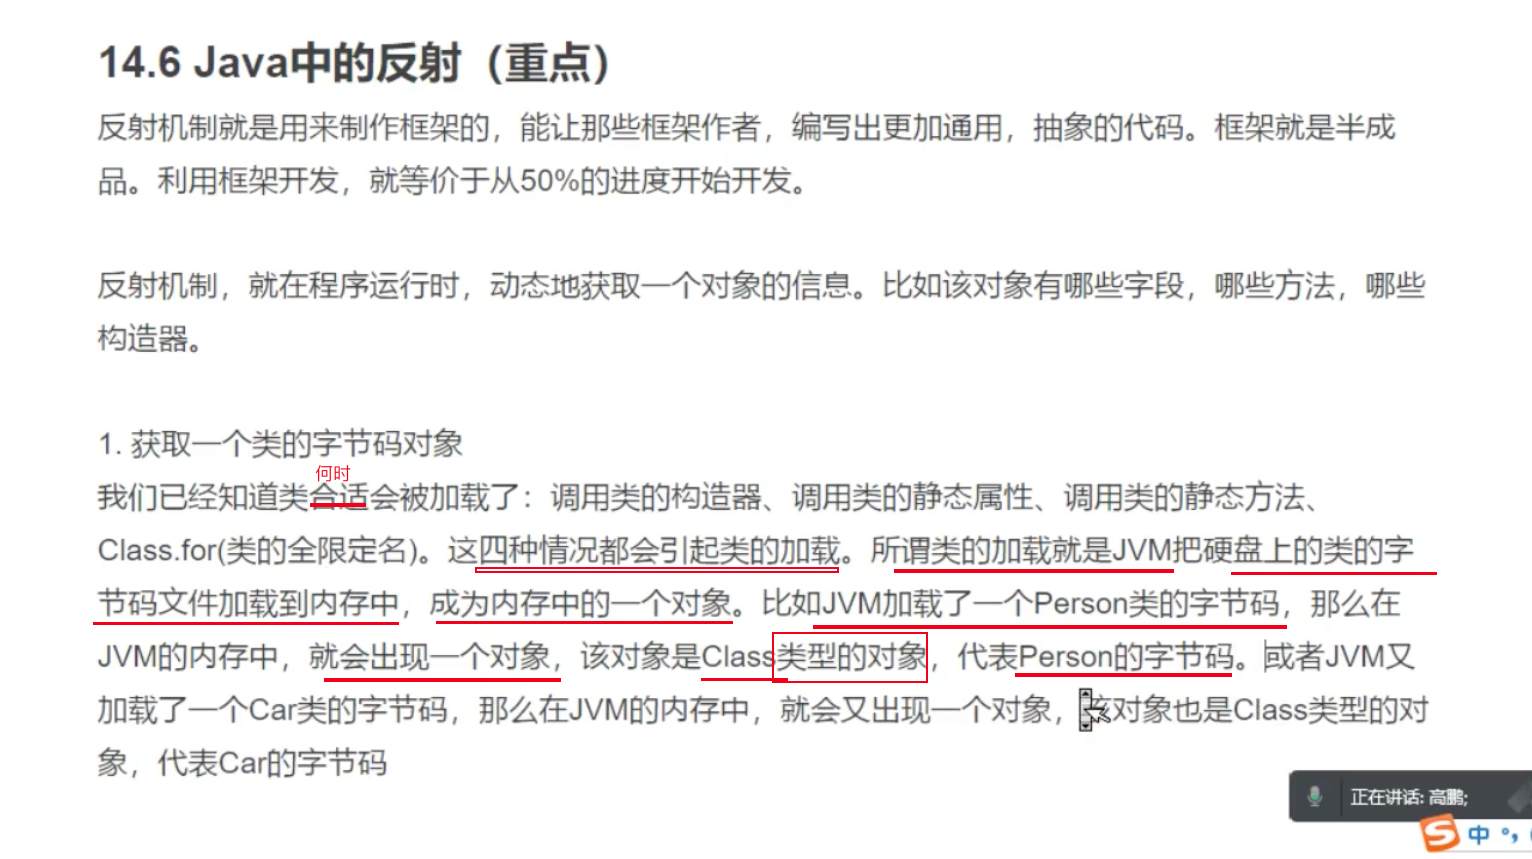 14.6 Java中的反射（重点）
反射机制就是用来制作框架的，能让那些框架作者，编写出更加通用，抽象的代码。框架就是半成
品。利用框架开发，就等价于从50%的进度开始开发。
反射机制，就在程序运行时，动态地获取一个对象的信息。比如该对象有哪些字段，哪些方法，哪些
构造器。
1. 获取一个类的字节码对象
何时
我们已经知道类合适会被加载了：调用类的构造器、调用类的静态属性、调用类的静态方法、
Class.for(类的全限定名)。这四种情况都会引起类的加载。所谓类的加载就是JVM把硬盘上的类的字
节码文件加载到内存中，成为内存中的一个对象。比如JVM加载了一个Person类的字节码，那么在
JVM的内存中，就会出现一个对象，该对象是Class类型的对象，代表Person的字节码。或者JVM又
加载了一个Car类的字节码，那么在JVM的内存中，就会又出现一个对象，该对象也是Class类型的对
象，代表Car的字节码
正在讲话: 高鹏;
S 中 °，